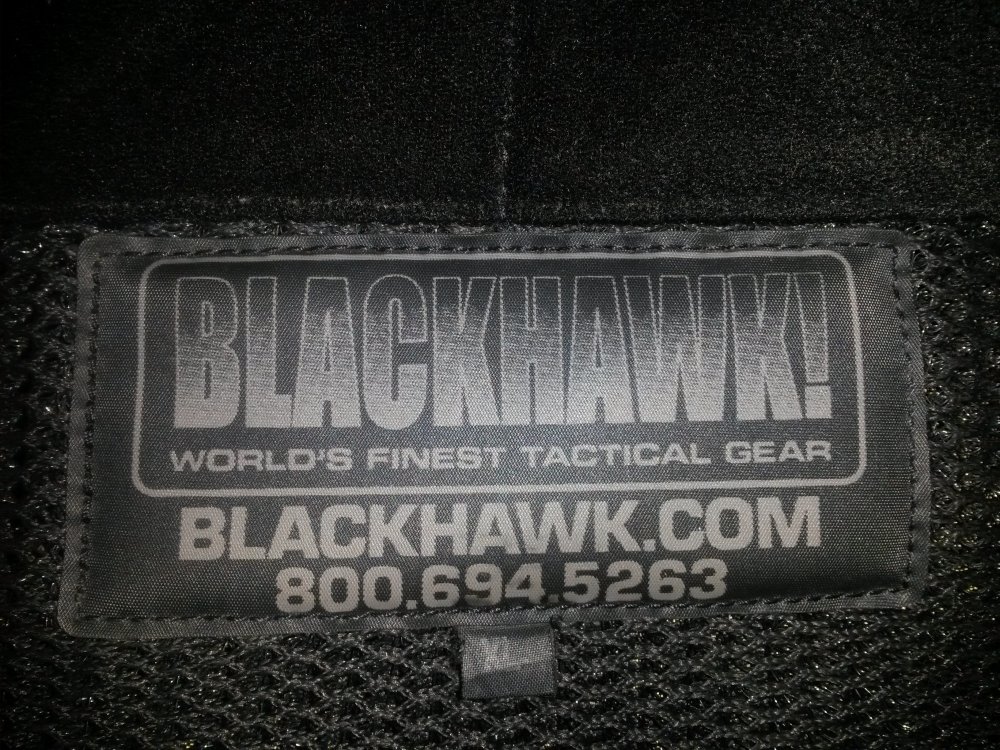 BLACKHAWK!
WORLD'S FINEST TACTICAL GEAR
BLACKHAWK.COM
800.694.5263